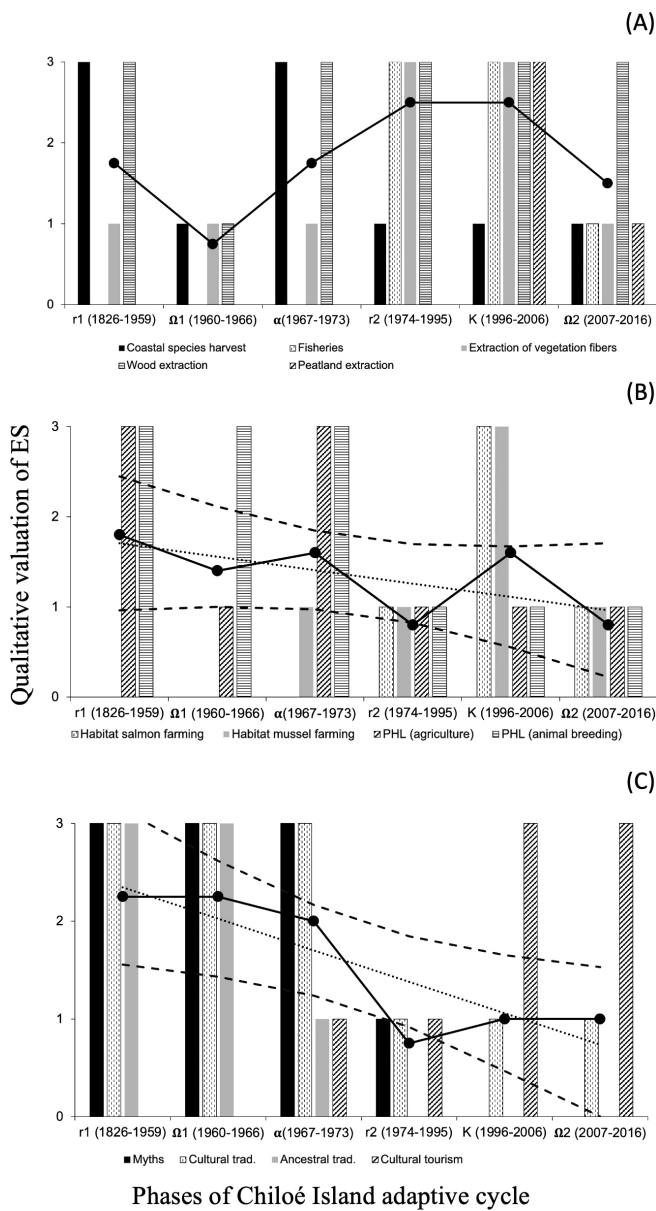 (A)
3
2
1
0
r1 (1826-1959) Ω1 (1960-1966) α(1967-1973) r2 (1974-1995) K (1996-2006) Ω2 (2007-2016)
Coastal species harvest Fisheries Extraction of vegetation fibers
Wood extraction Peatland extraction
(B)
Qualitative valuation of ES
3
2
1
0
r1 (1826-1959) Ω1 (1960-1966) α(1967-1973) r2 (1974-1995) K (1996-2006) Ω2 (2007-2016)
Habitat salmon farming Habitat mussel farming PHL (agriculture) PHL (animal breeding)
(C)
3
2
1
0
r1 (1826-1959) Ω1 (1960-1966) α(1967-1973) r2 (1974-1995) K (1996-2006) Ω2 (2007-2016)
Myths Cultural trad. Ancestral trad. Cultural tourism
Phases of Chiloé Island adaptive cycle